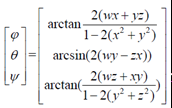 [φ θ ψ] = [arctan 2(wx + yz) / 1−2(x² + y²)
arcsin(2(wy − zx))
arctan( 2(wz + xy) / 1−2(y² + z²) )]